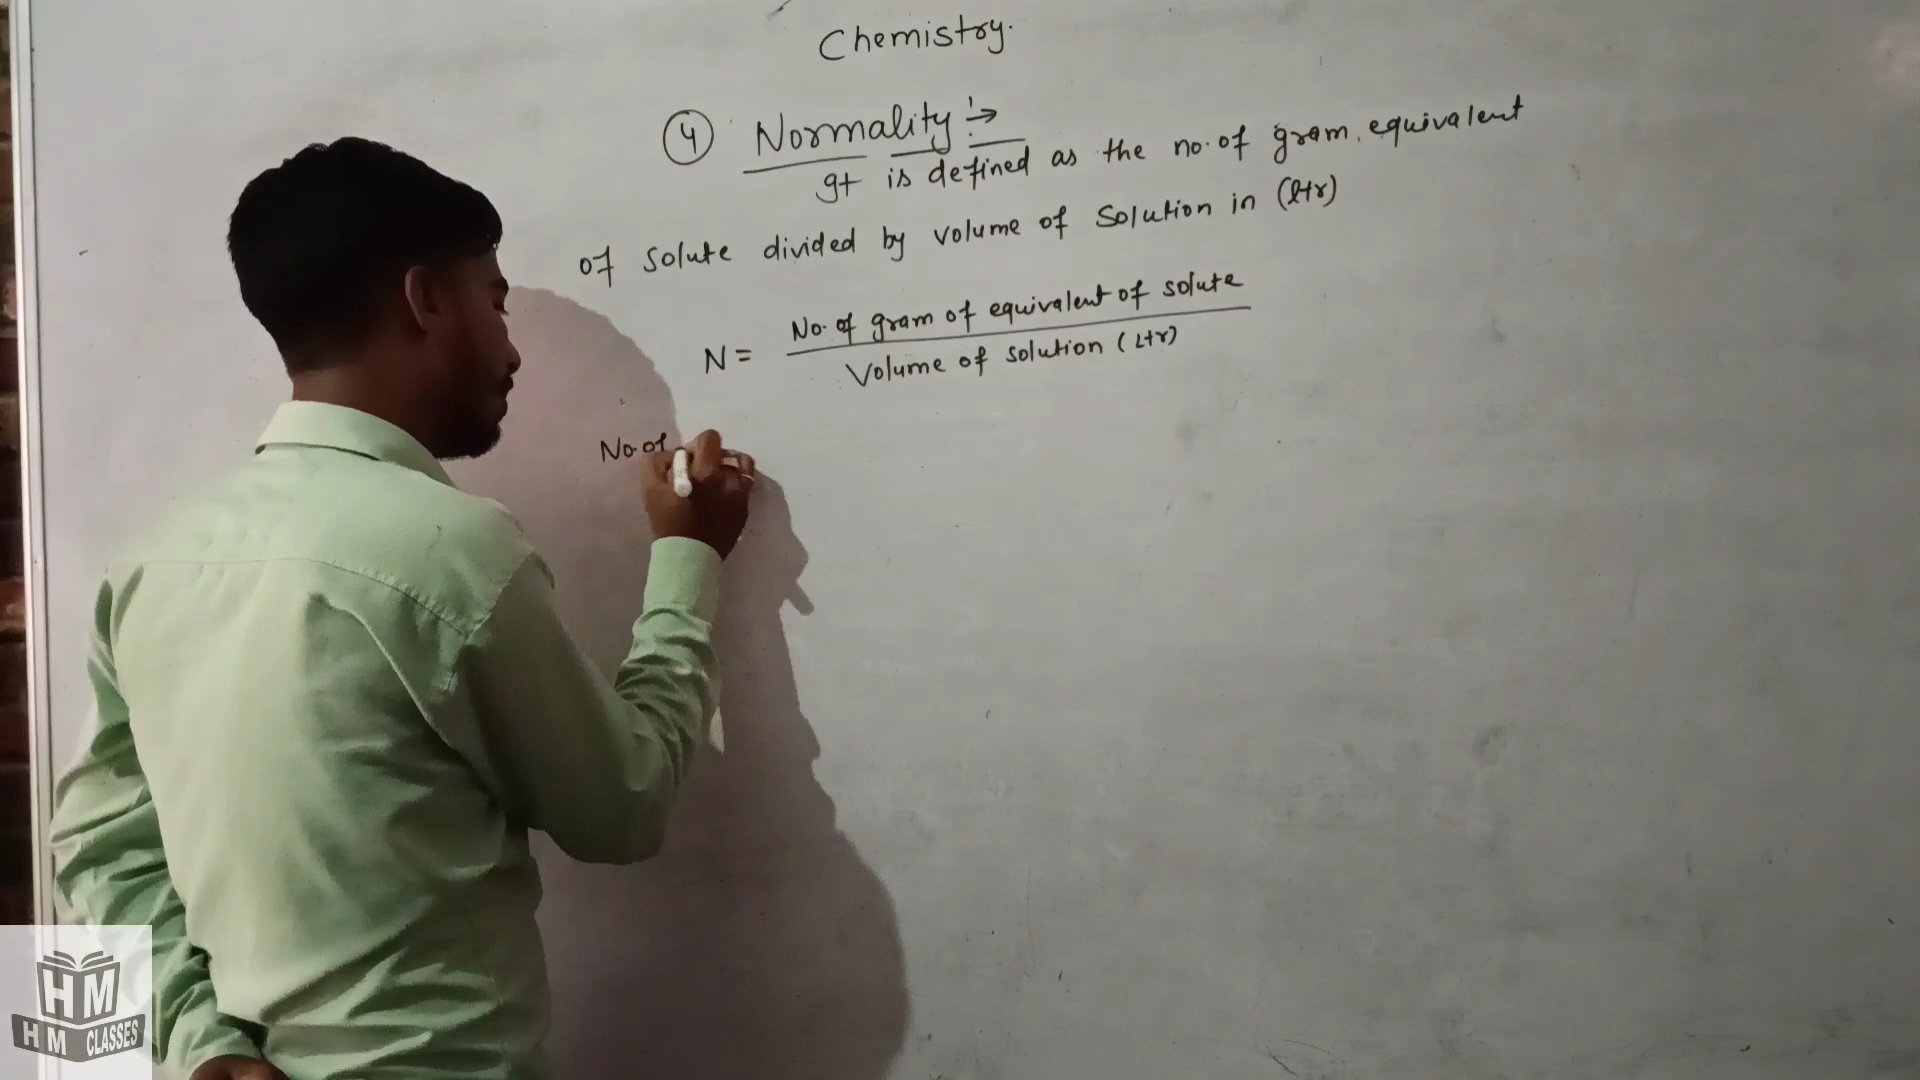 Chemistry.
④ Normality :→
It is defined as the no. of gram equivalent
of solute divided by volume of solution in (ltr)
N = No. of gram of equivalent of solute
Volume of solution (Ltr)
No. of
HM
HM CLASSES